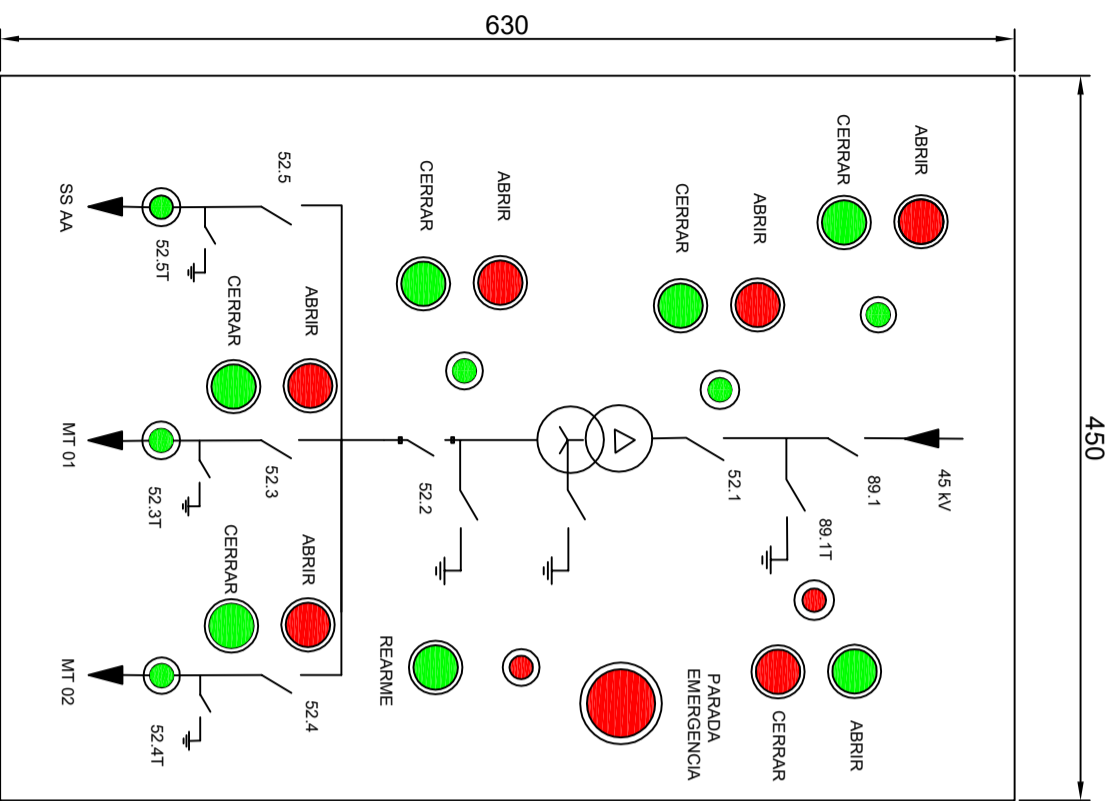 630
450
ABRIR
CERRAR
ABRIR
CERRAR
45 kV
89.1
89.1T
52.1
ABRIR
CERRAR
PARADA
EMERGENCIA
ABRIR
CERRAR
REARME
52.2
52.5
ABRIR
CERRAR
52.3
ABRIR
CERRAR
52.4
52.5T
52.3T
52.4T
SS AA
MT 01
MT 02